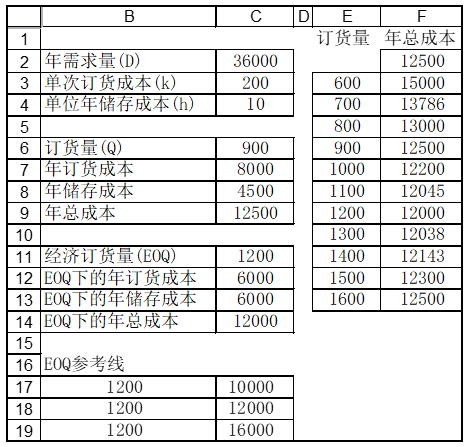 B C D E F
1 订货量 年总成本
2 年需求量(D) 36000 12500
3 单次订货成本(k) 200 600 15000
4 单位年储存成本(h) 10 700 13786
5 800 13000
6 订货量(Q) 900 900 12500
7 年订货成本 8000 1000 12200
8 年储存成本 4500 1100 12045
9 年总成本 12500 1200 12000
10 1300 12038
11 经济订货量(EOQ) 1200 1400 12143
12 EOQ下的年订货成本 6000 1500 12300
13 EOQ下的年储存成本 6000 1600 12500
14 EOQ下的年总成本 12000
15
16 EOQ参考线
17 1200 10000
18 1200 12000
19 1200 16000